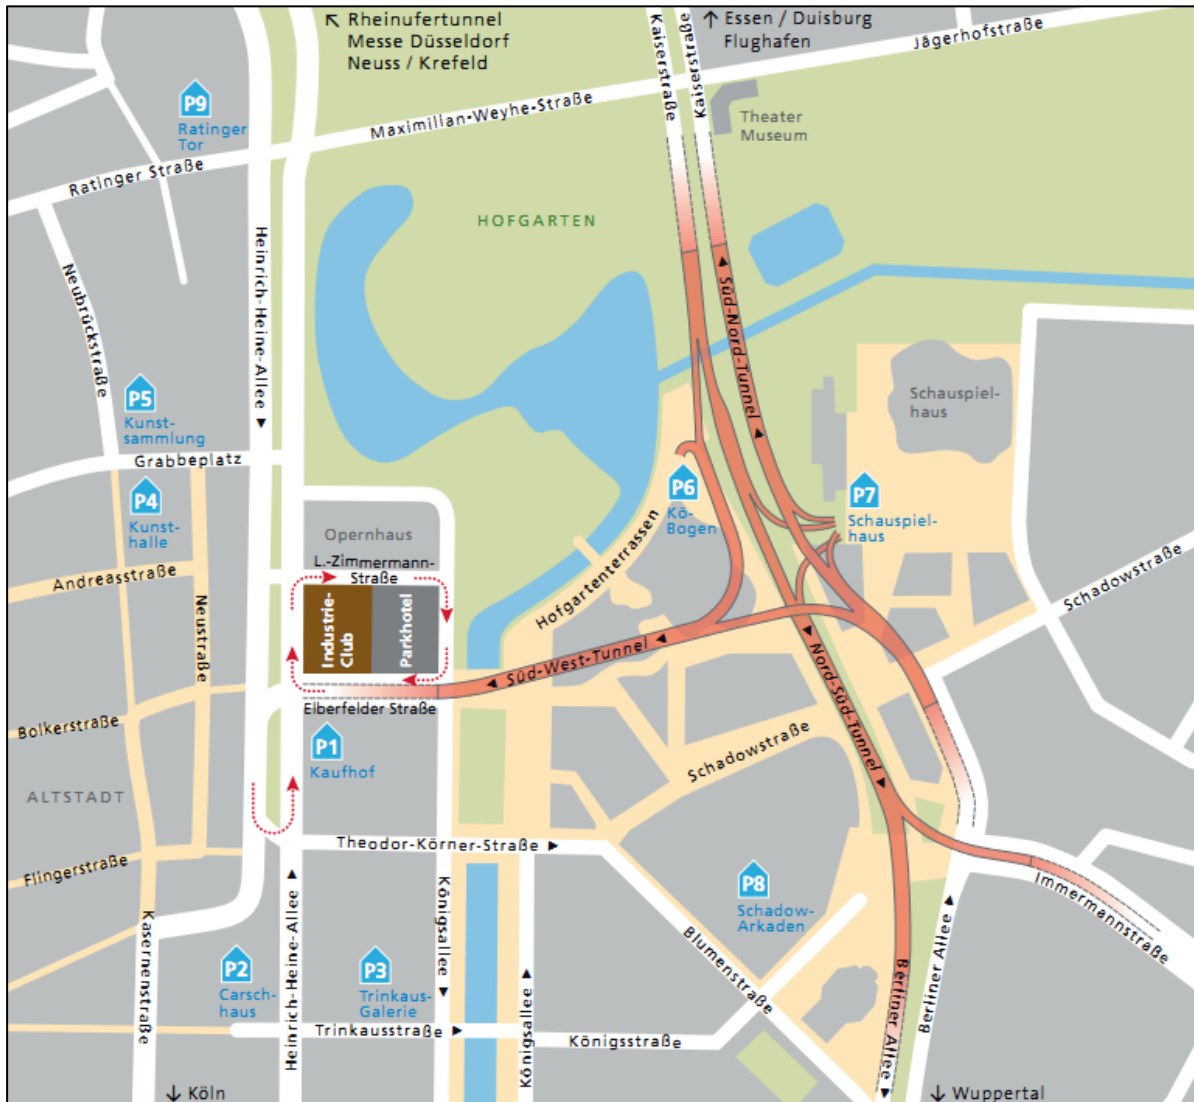 ↖ Rheinufertunnel
Messe Düsseldorf
Neuss / Krefeld
↑ Essen / Duisburg
Flughafen
Kaiserstraße
Kaiserstraße
Jägerhofstraße
Theater
Museum
P9
Ratinger
Tor
Maximilian-Weyhe-Straße
Ratinger Straße
HOFGARTEN
Heinrich-Heine-Allee ▼
Neubrückstraße
Süd-Nord-Tunnel
P5
Kunst-
sammlung
Schauspiel-
haus
Grabbeplatz
P4
Kunst-
halle
P6
Kö-
Bogen
P7
Schauspiel-
haus
Opernhaus
L.-Zimmermann-
Straße
Andreasstraße
Neustraße
Industrie-
Club
Parkhotel
Hofgartenterrassen
Schadowstraße
Süd-West-Tunnel
Nord-Süd-Tunnel
Elberfelder Straße
Bolkerstraße
P1
Kaufhof
Schadowstraße
ALTSTADT
Theodor-Körner-Straße ▶
Flingerstraße
P8
Schadow-
Arkaden
Immermannstraße
Kasernenstraße
Heinrich-Heine-Allee ▲
Königsallee ▼
Königsallee ▲
Blumenstraße
Berliner Allee ▼
Berliner Allee ▲
P2
Carsch-
haus
P3
Trinkaus-
Galerie
Trinkausstraße ▶
Königsstraße
↓ Köln
↓ Wuppertal